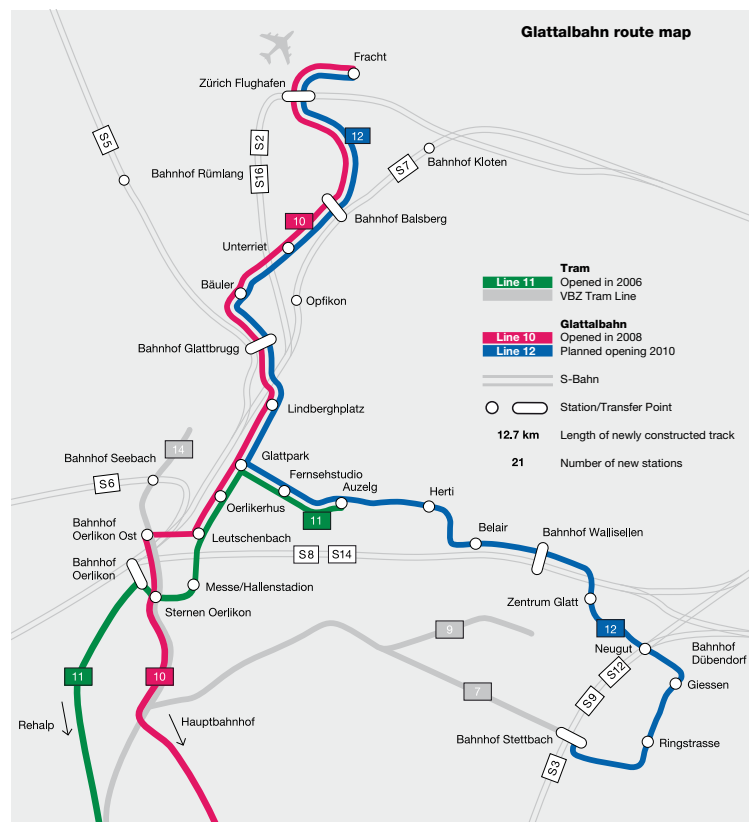 Glattalbahn route map
Fracht
Zürich Flughafen
12
S5
S2
S16
S7
Bahnhof Kloten
Bahnhof Rümlang
10
Bahnhof Balsberg
Unterriet
Bäuler
Opfikon
Bahnhof Glattbrugg
Lindberghplatz
Tram
Line 11 Opened in 2006
VBZ Tram Line
Glattalbahn
Line 10 Opened in 2008
Line 12 Planned opening 2010
S-Bahn
Station/Transfer Point
12.7 km Length of newly constructed track
21 Number of new stations
14
Bahnhof Seebach
S6
Glattpark
Fernsehstudio
Auzelg
Oerlikerhus
11
Herti
Belair
Bahnhof Wallisellen
Bahnhof
Oerlikon Ost
Leutschenbach
Bahnhof
Oerlikon
S8 S14
Messe/Hallenstadion
Sternen Oerlikon
Zentrum Glatt
12
Neugut
Bahnhof
Dübendorf
9
7
S12
S9
Giessen
11
10
Rehalp
Hauptbahnhof
Bahnhof Stettbach
Ringstrasse
S3